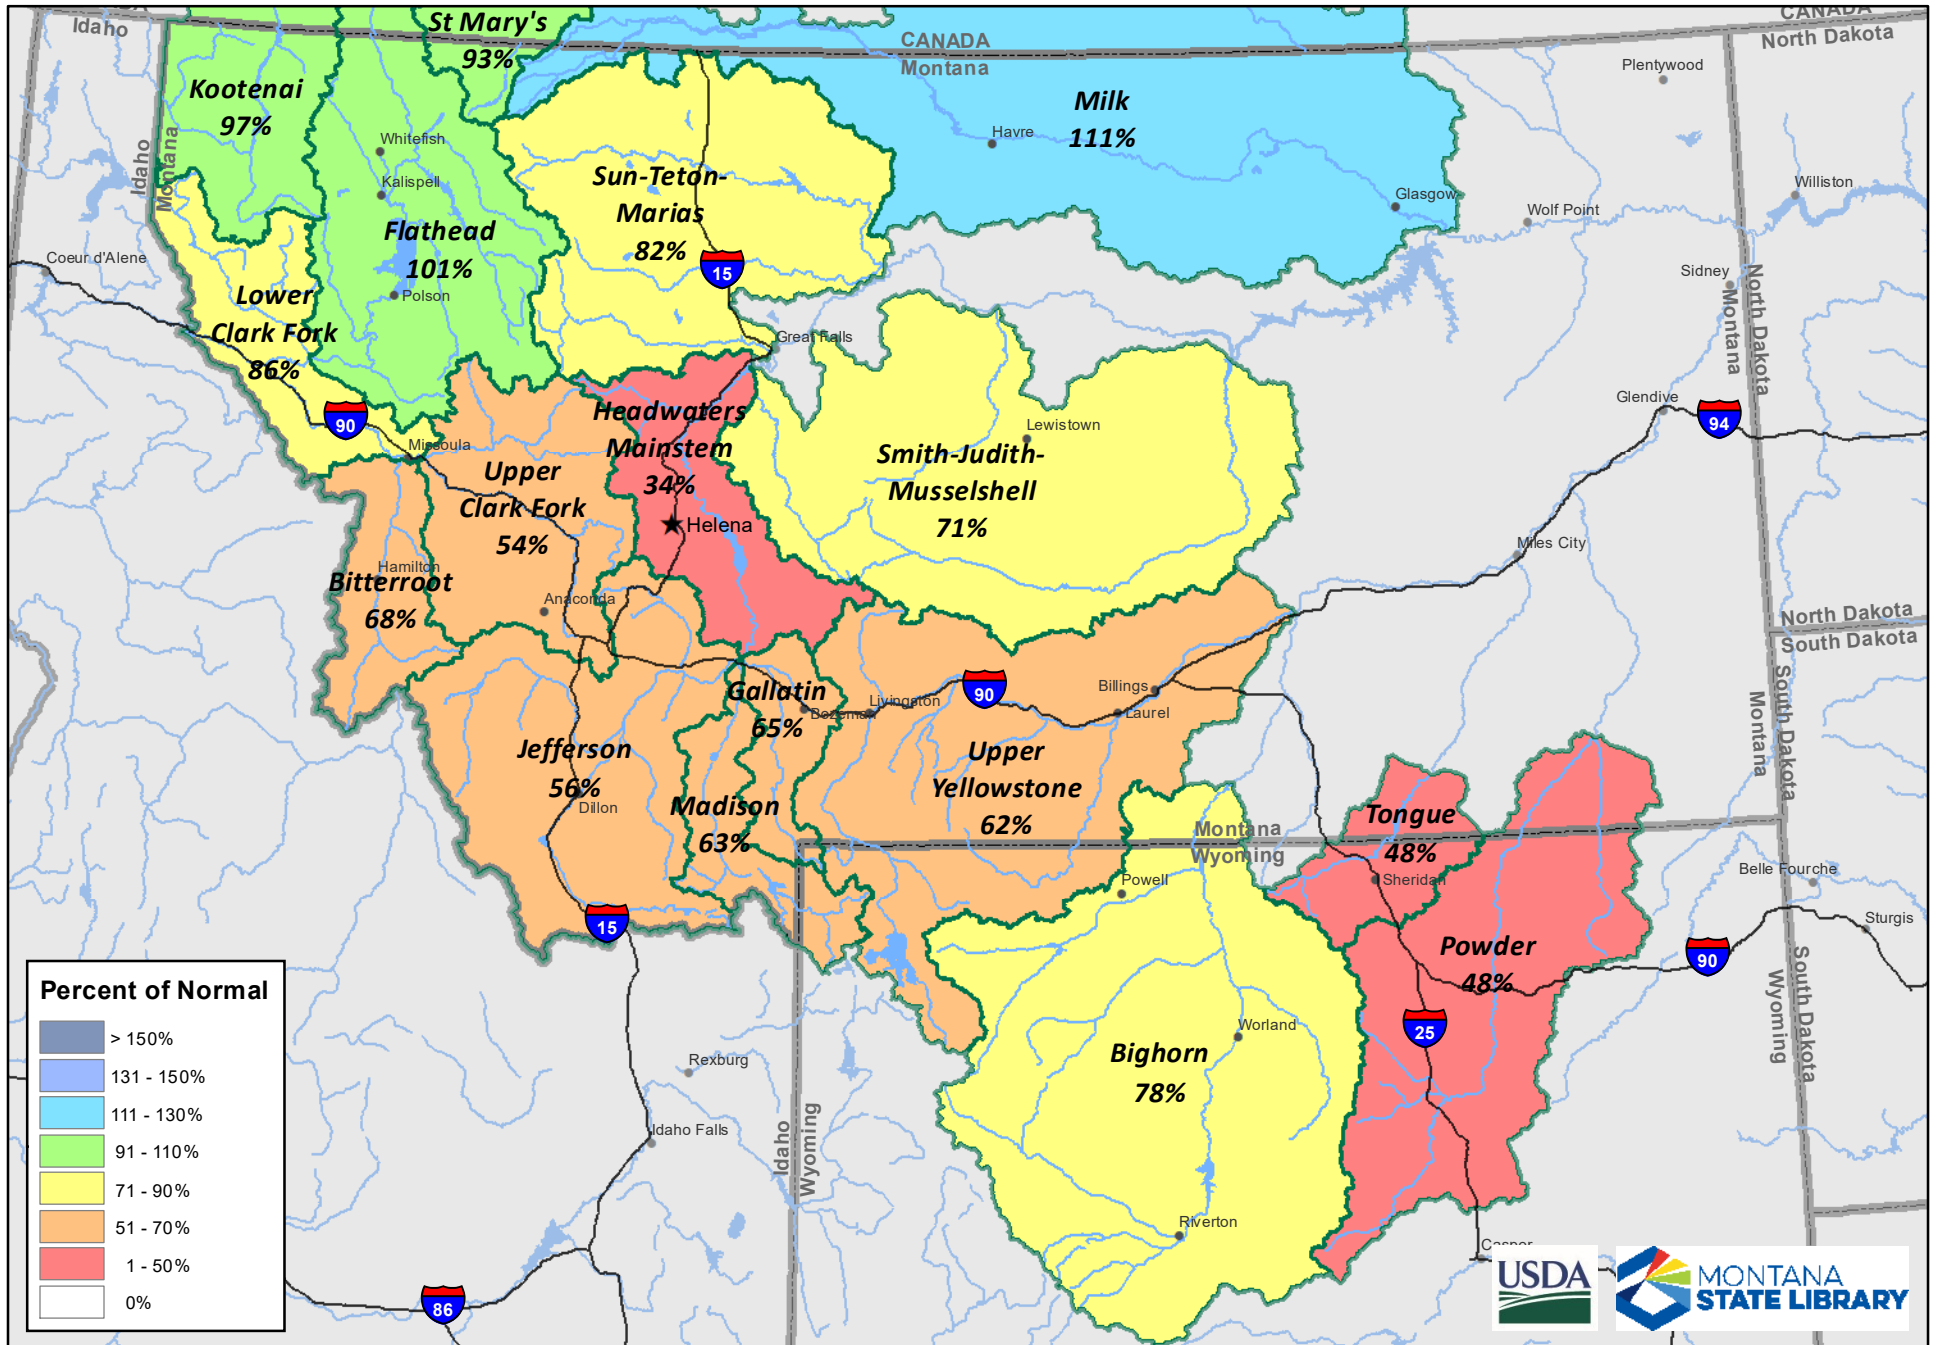 CANADA
Idaho
St Mary's
93%
CANADA
Montana
CANADA
North Dakota
Kootenai
97%
Plentywood
Milk
111%
Havre
Whitefish
Kalispell
Idaho
Montana
Sun-Teton-
Marias
82%
15
Glasgow
Williston
Wolf Point
Flathead
101%
Polson
Coeur d'Alene
Sidney
Montana
North Dakota
Lower
Clark Fork
86%
Great Falls
90
Missoula
Headwaters
Mainstem
34%
Helena
Lewistown
Glendive
94
Smith-Judith-
Musselshell
71%
Upper
Clark Fork
54%
Miles City
Hamilton
Bitterroot
68%
Anaconda
North Dakota
South Dakota
Gallatin
65%
Bozeman
Livingston
90
Billings
Laurel
Montana
South Dakota
Jefferson
56%
Dillon
Madison
63%
Upper
Yellowstone
62%
Montana
Wyoming
Tongue
48%
Sheridan
Powell
Belle Fourche
Sturgis
15
Powder
48%
90
Wyoming
South Dakota
25
Worland
Bighorn
78%
Rexburg
Idaho Falls
Idaho
Wyoming
Riverton
Casper
86
Percent of Normal
> 150%
131 - 150%
111 - 130%
91 - 110%
71 - 90%
51 - 70%
1 - 50%
0%
USDA
MONTANA
STATE LIBRARY